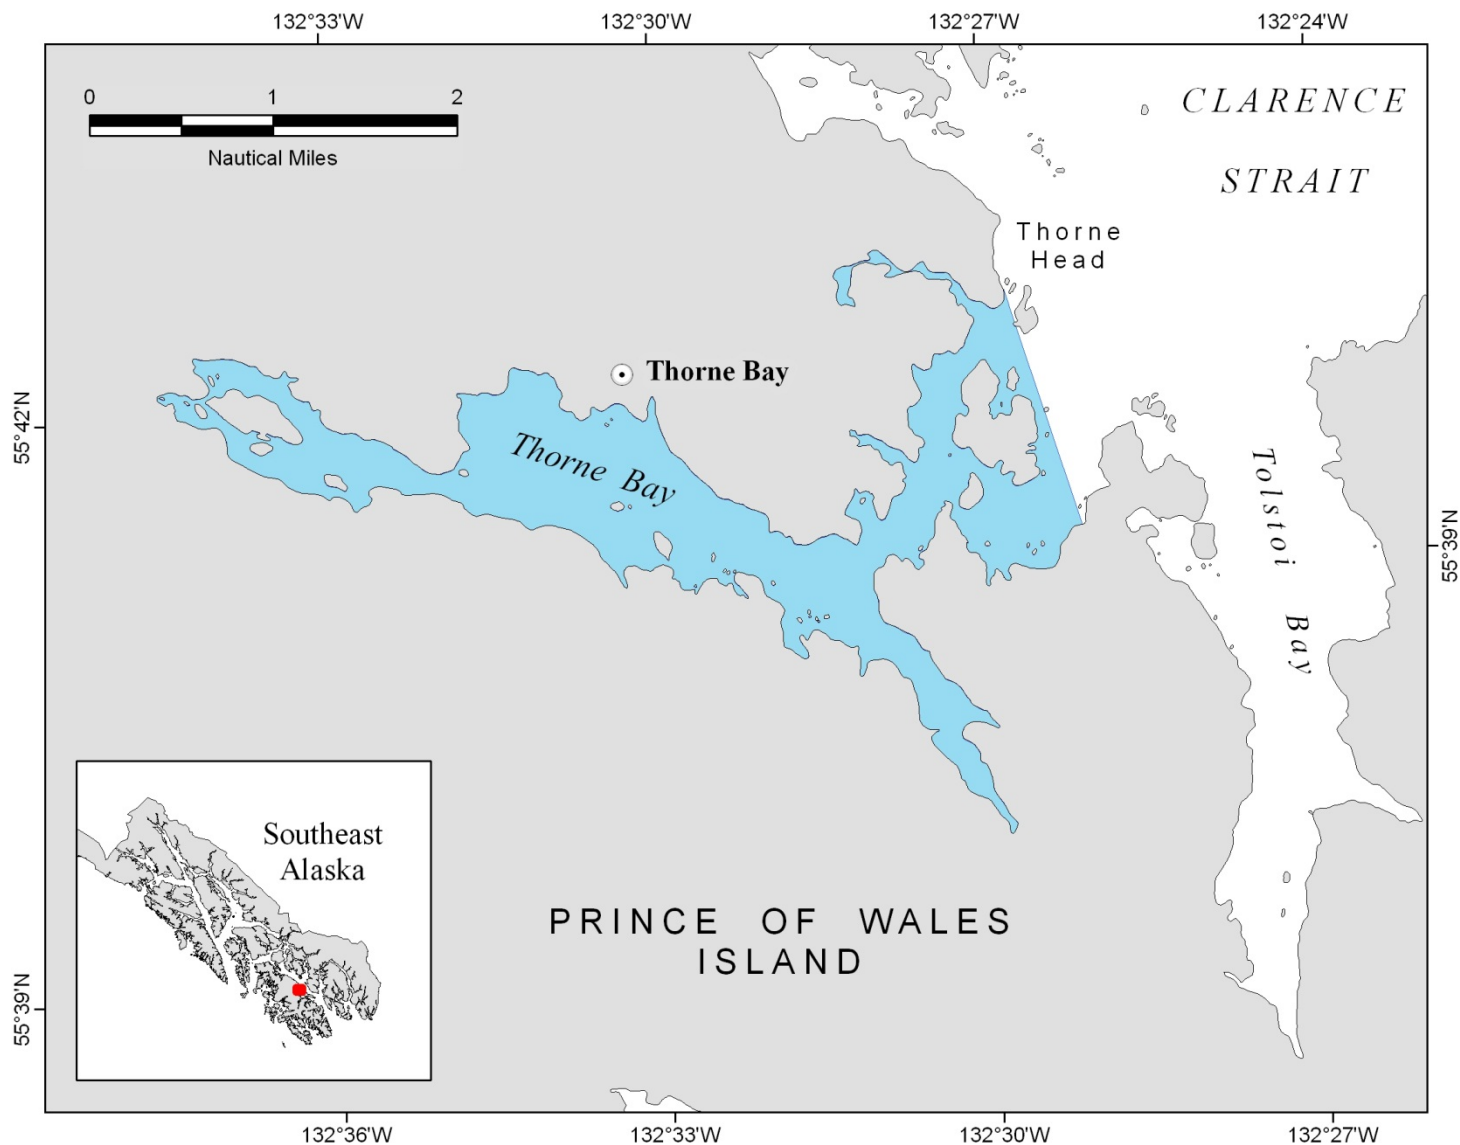 132°33'W 132°30'W 132°27'W 132°24'W
0 1 2
Nautical Miles
CLARENCE
STRAIT
Thorne
Head
Thorne Bay
55°42'N
Thorne Bay
Tolstoi Bay
55°39'N
Southeast
Alaska
PRINCE OF WALES
ISLAND
55°39'N
132°36'W 132°33'W 132°30'W 132°27'W